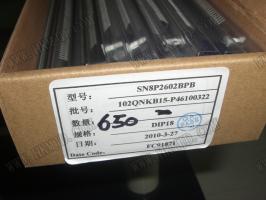 型号: SN8P2602BPB
批号: 102QNKB15-P46100322
数量: 650
规格: DIP18
日期: 2010-3-27
Date Code. FC91871